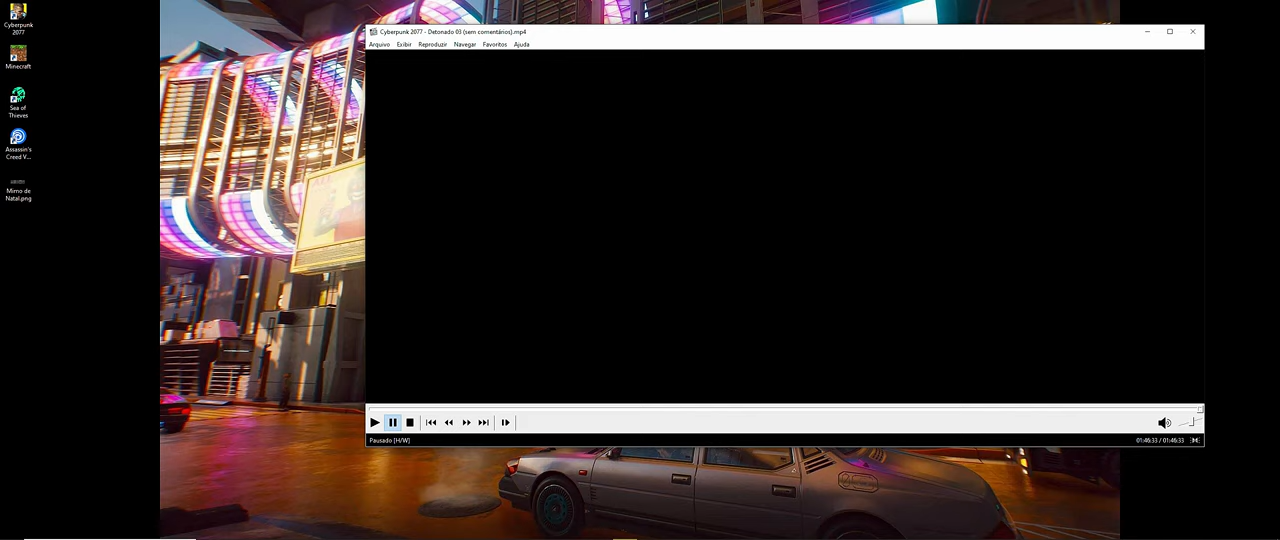 Cyberpunk
2077
Minecraft
Sea of
Thieves
Assassin's
Creed V...
Mimo de
Natal.png
Cyberpunk 2077 - Detonado 03 (sem comentários).mp4
Arquivo Exibir Reproduzir Navegar Favoritos Ajuda
Pausado [H/W] 01:46:33 / 01:46:33